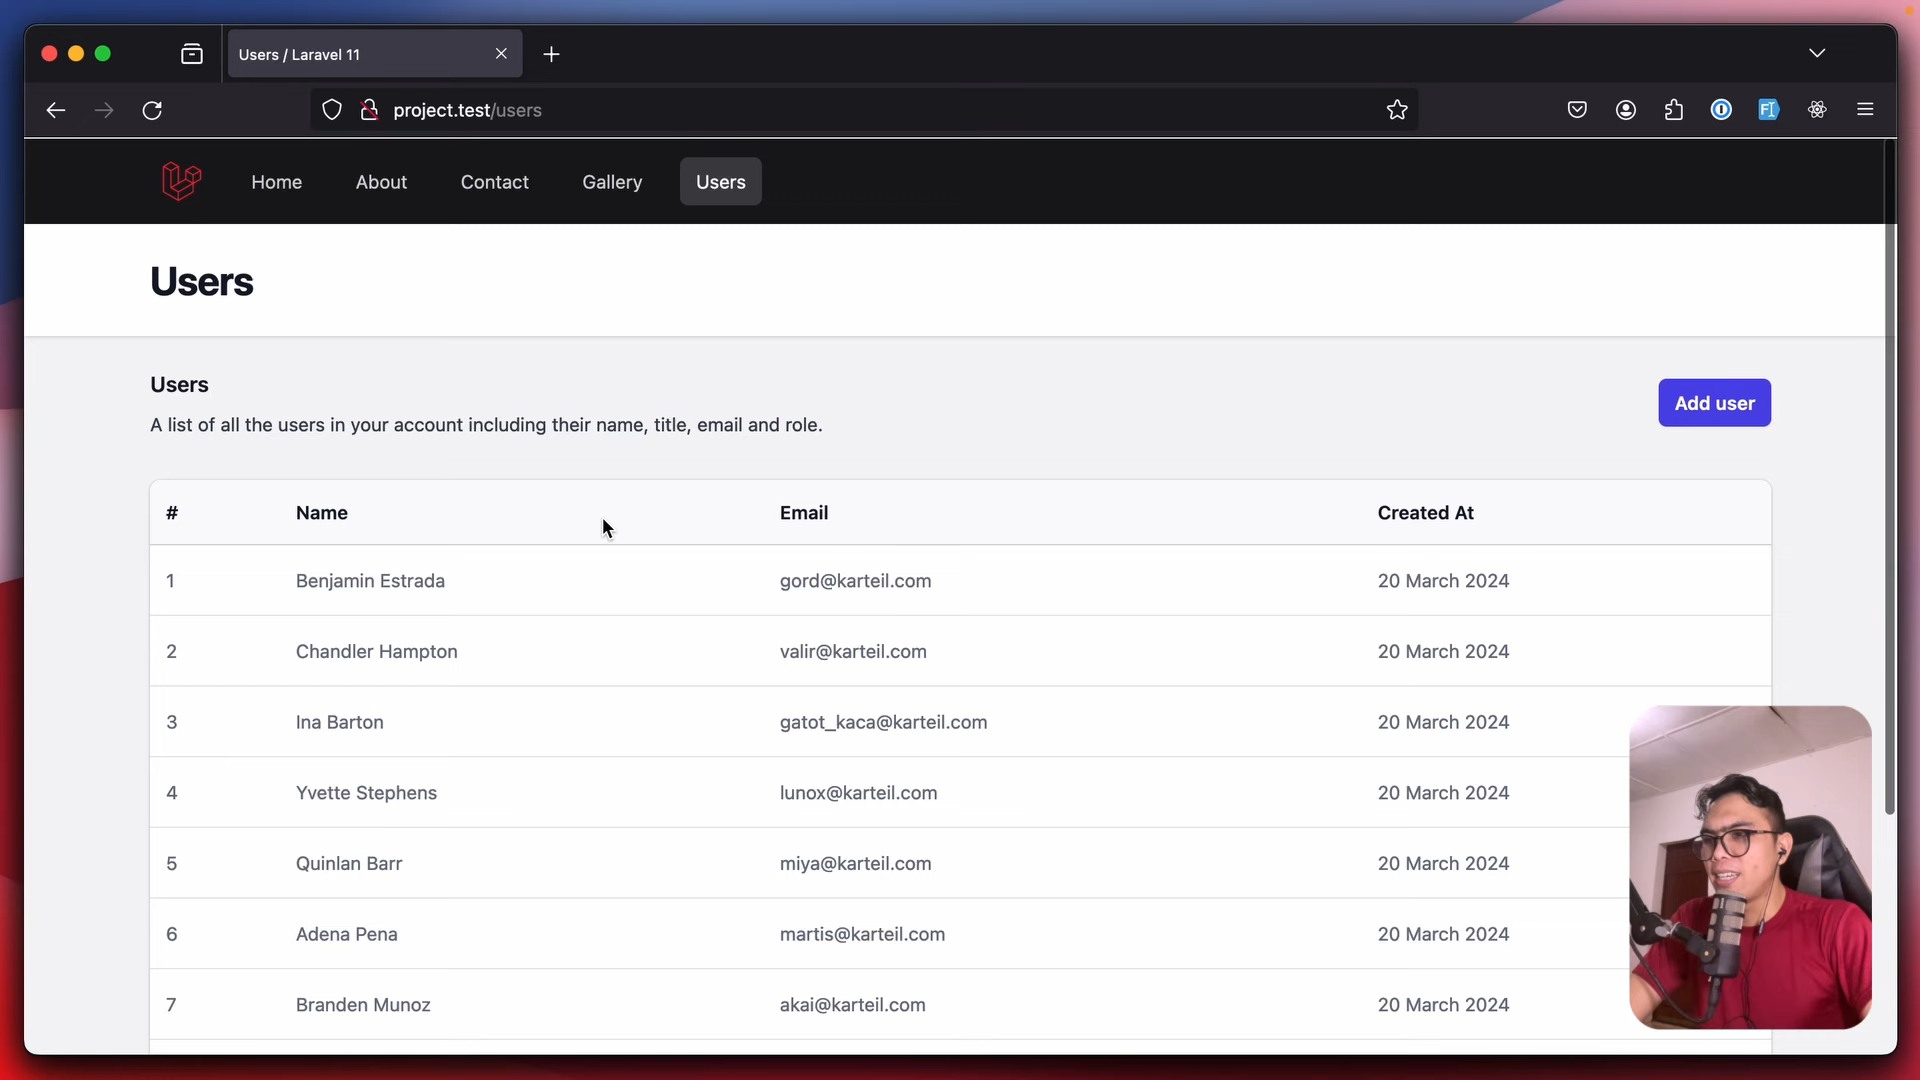 Users / Laravel 11
project.test/users
Home About Contact Gallery Users
Users
Users
Add user
A list of all the users in your account including their name, title, email and role.
# Name Email Created At
1 Benjamin Estrada gord@karteil.com 20 March 2024
2 Chandler Hampton valir@karteil.com 20 March 2024
3 Ina Barton gatot_kaca@karteil.com 20 March 2024
4 Yvette Stephens lunox@karteil.com 20 March 2024
5 Quinlan Barr miya@karteil.com 20 March 2024
6 Adena Pena martis@karteil.com 20 March 2024
7 Branden Munoz akai@karteil.com 20 March 2024